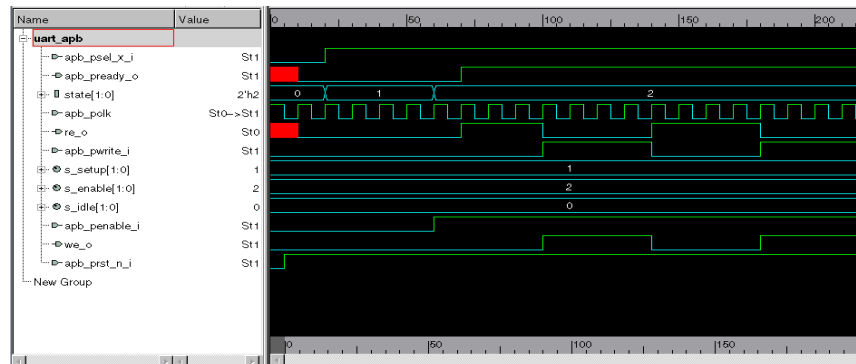 Name Value 0 50 100 150 200
uart_apb
apb_psel_x_i St1
apb_pready_o St1
state[1:0] 2'h2 0 1 2
apb_polk St0->St1
re_o St0
apb_pwrite_i St1
s_setup[1:0] 1 1
s_enable[1:0] 2 2
s_idle[1:0] 0 0
apb_penable_i St1
we_o St1
apb_prst_n_i St1
New Group
0 50 100 150